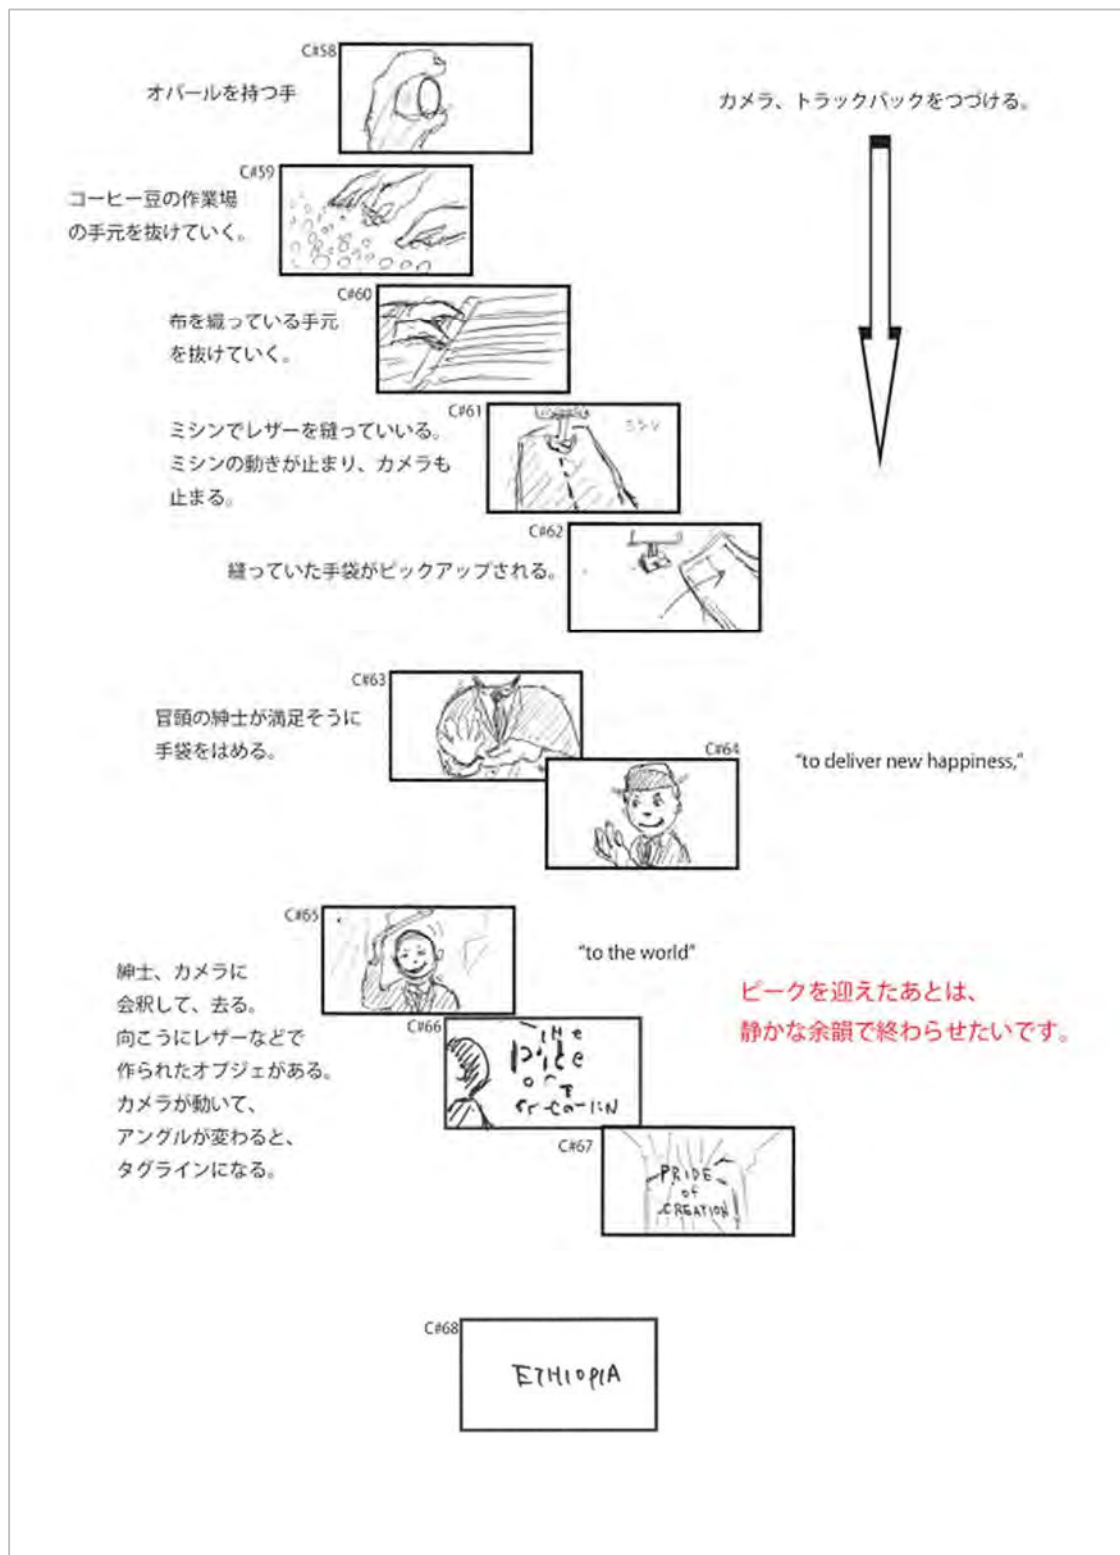 C#58
オパールを持つ手
カメラ、トラックバックをつづける。
C#59
コーヒー豆の作業場
の手元を抜けていく。
C#60
布を織っている手元
を抜けていく。
C#61
ミシンでレザーを縫っていいる。
ミシンの動きが止まり、カメラも
止まる。
ミシン
C#62
縫っていた手袋がピックアップされる。
C#63
冒頭の紳士が満足そうに
手袋をはめる。
C#64
"to deliver new happiness,"
C#65
"to the world"
紳士、カメラに
会釈して、去る。
向こうにレザーなどで
作られたオブジェがある。
カメラが動いて、
アングルが変わると、
タグラインになる。
ピークを迎えたあとは、
静かな余韻で終わらせたいです。
C#66
C#67
PRIDE
of
CREATION
C#68
ETHIOPIA